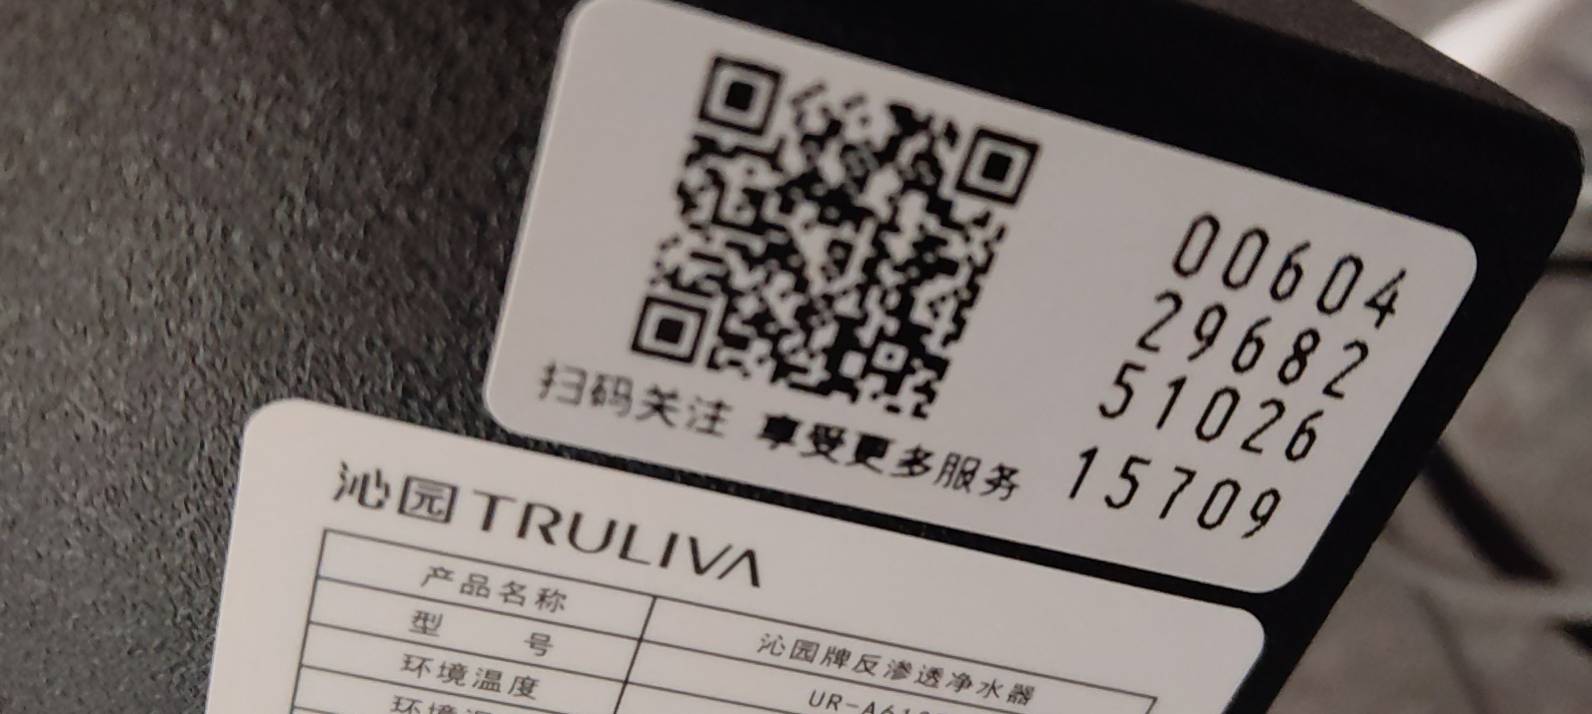 00604
29682
51026
15709
扫码关注 享受更多服务
沁园 TRULIVA
产品名称 沁园牌反渗透净水器
型 号
环境温度